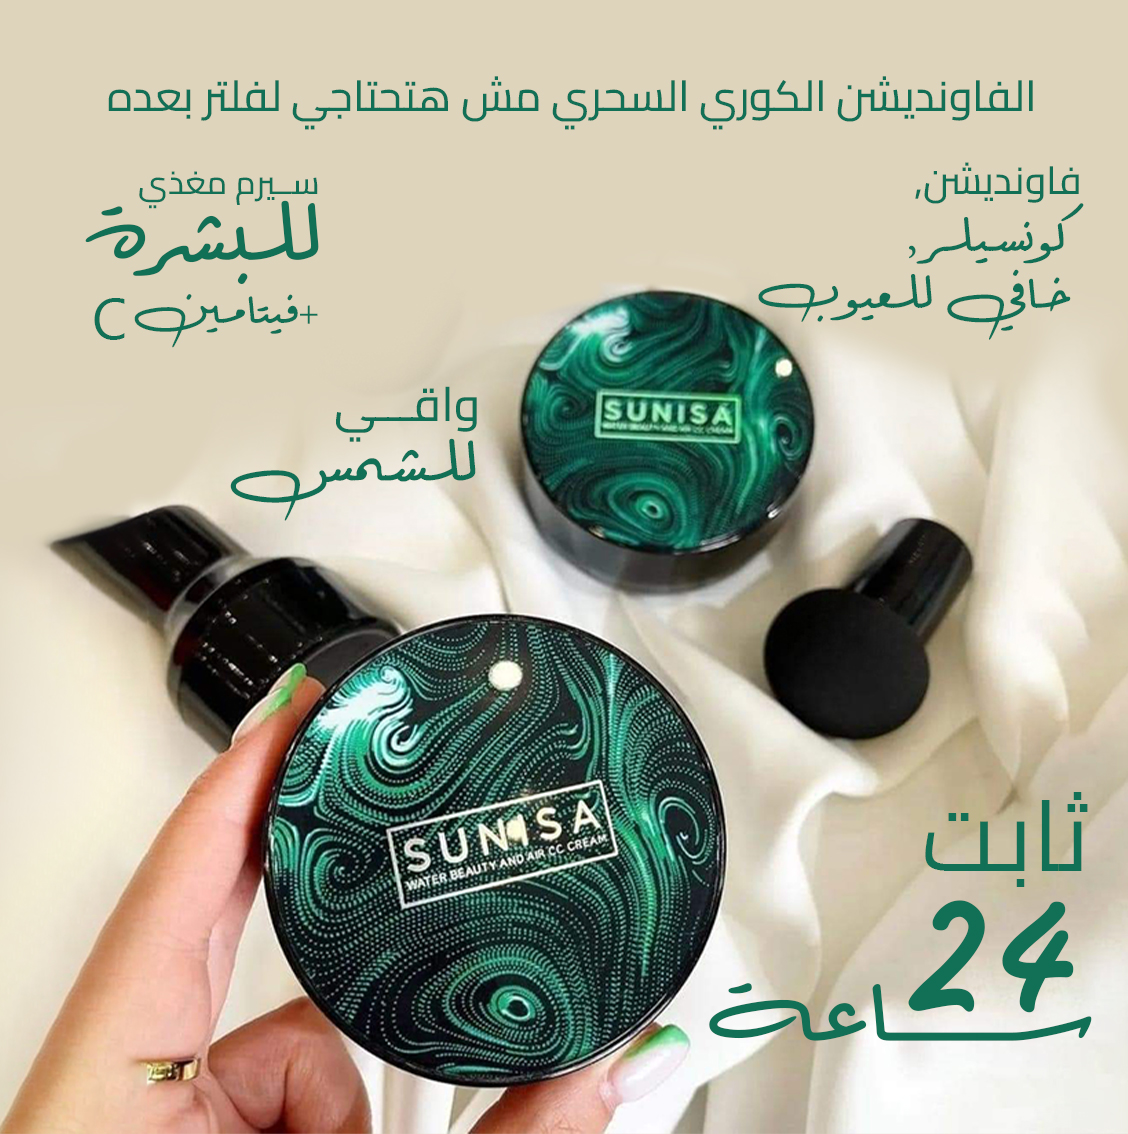 الفاونديشن الكوري السحري مش هتحتاجي لفلتر بعده
فاونديشن,
كونسيلر,
خافي للعيوب
سيرم مغذي
للبشرة
+فيتامين C
واقي
للشمس
SUNISA
WATER BEAUTY AND AIR CC CREAM
SUNISA
WATER BEAUTY AND AIR CC CREAM
ثابت
24
ساعة